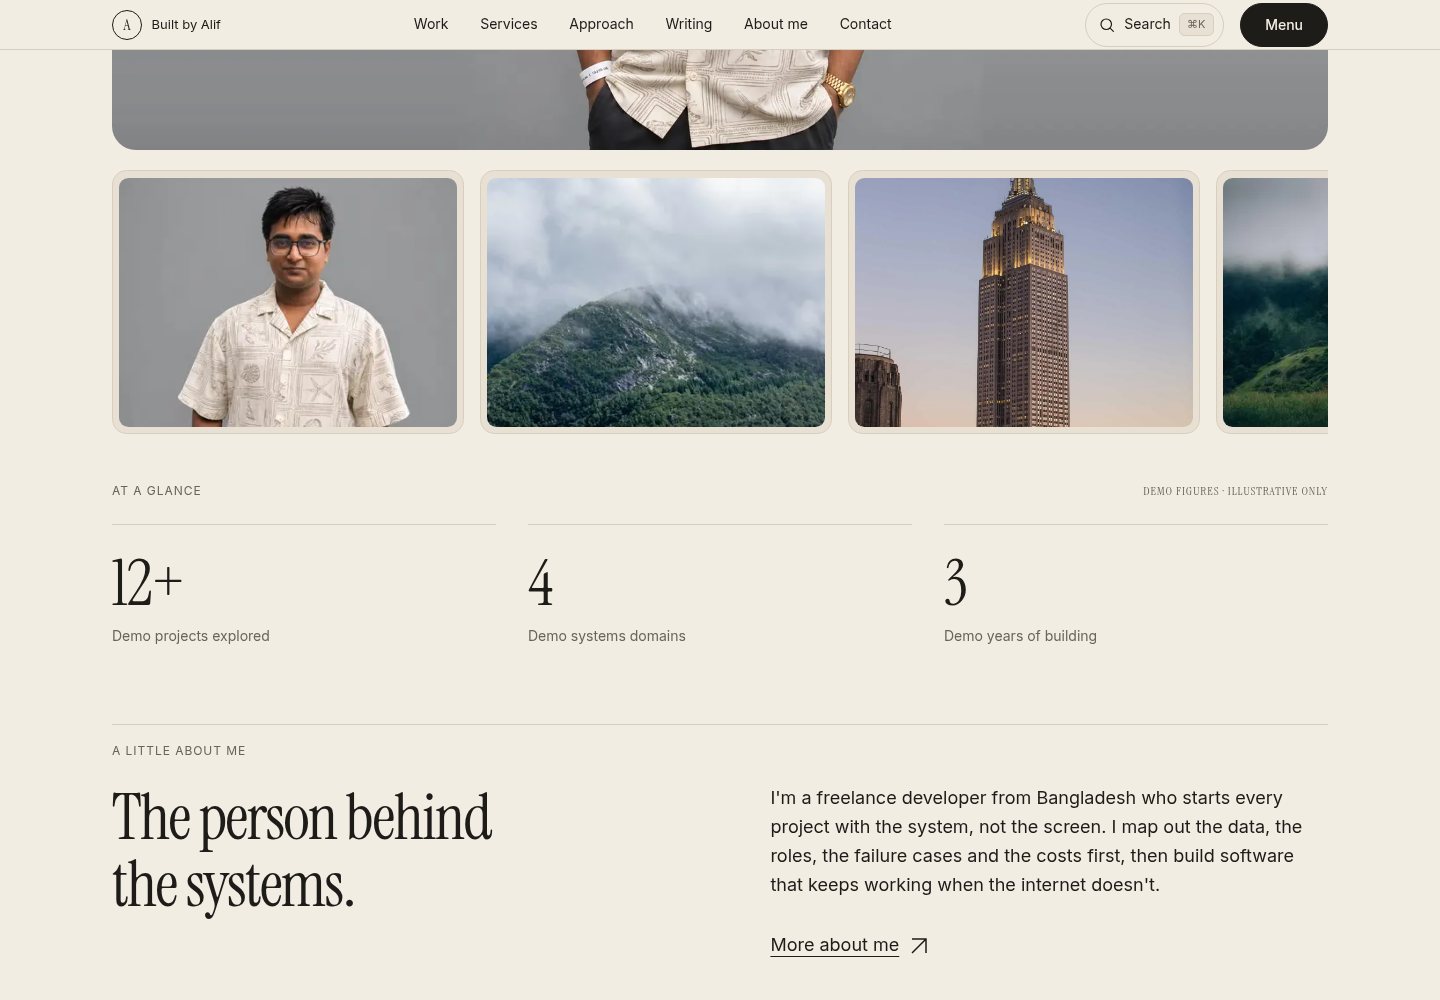 A Built by Alif Work Services Approach Writing About me Contact Search ⌘K Menu
AT A GLANCE DEMO FIGURES · ILLUSTRATIVE ONLY
12+ 4 3
Demo projects explored Demo systems domains Demo years of building
A LITTLE ABOUT ME
The person behind
the systems.
I'm a freelance developer from Bangladesh who starts every
project with the system, not the screen. I map out the data, the
roles, the failure cases and the costs first, then build software
that keeps working when the internet doesn't.
More about me